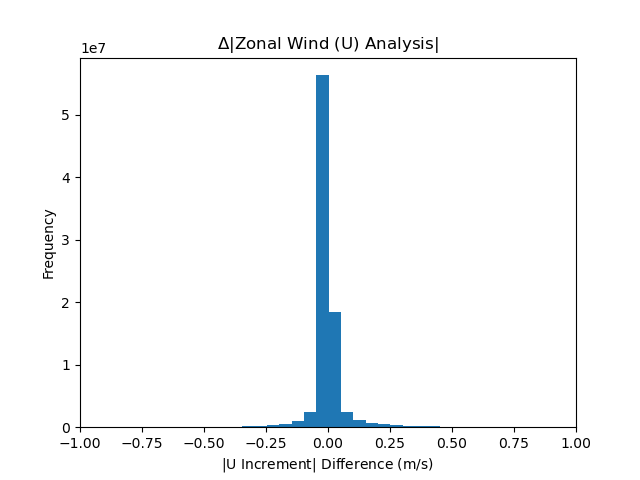 Δ|Zonal Wind (U) Analysis|
1e7
5
4
3
2
1
0
Frequency
−1.00 −0.75 −0.50 −0.25 0.00 0.25 0.50 0.75 1.00
|U Increment| Difference (m/s)